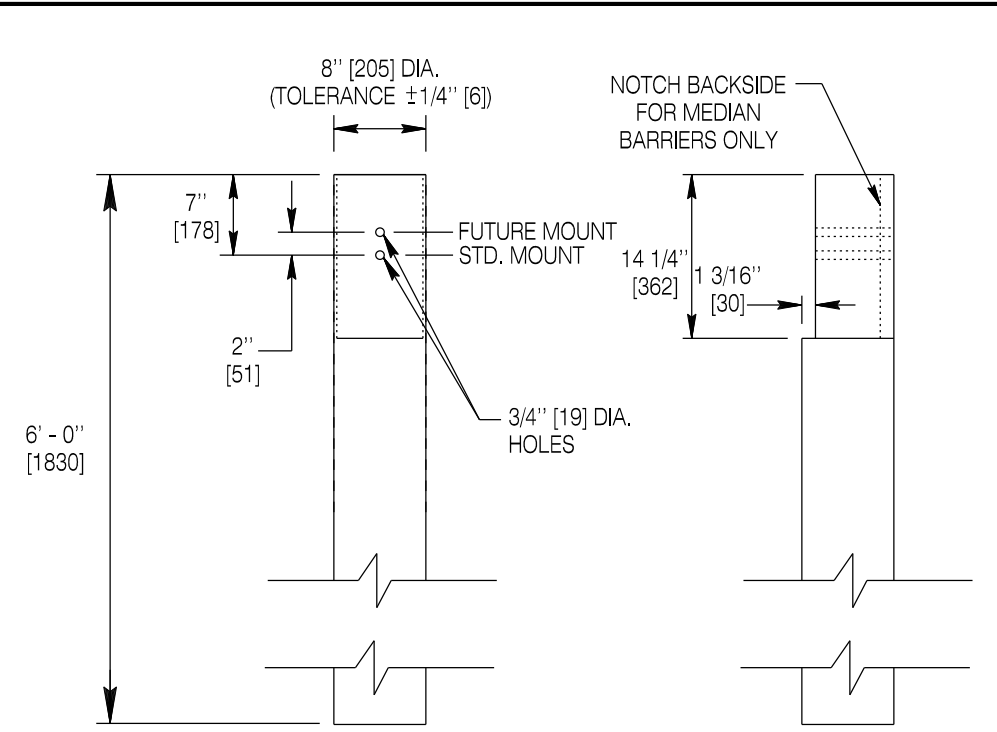 8'' [205] DIA.
(TOLERANCE ±1/4'' [6])
NOTCH BACKSIDE
FOR MEDIAN
BARRIERS ONLY
7''
[178]
FUTURE MOUNT
STD. MOUNT
14 1/4''
[362]
1 3/16''
[30]
2''
[51]
3/4'' [19] DIA.
HOLES
6' - 0''
[1830]